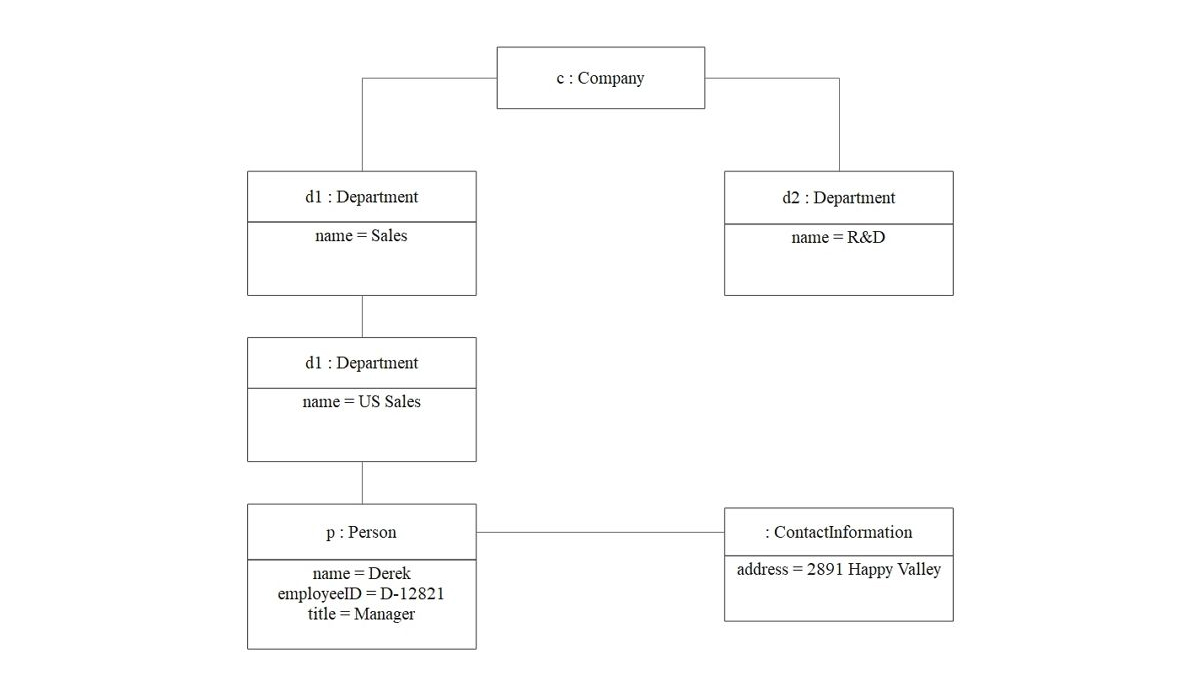 c : Company
d1 : Department
name = Sales
d2 : Department
name = R&D
d1 : Department
name = US Sales
p : Person
name = Derek
employeeID = D-12821
title = Manager
: ContactInformation
address = 2891 Happy Valley